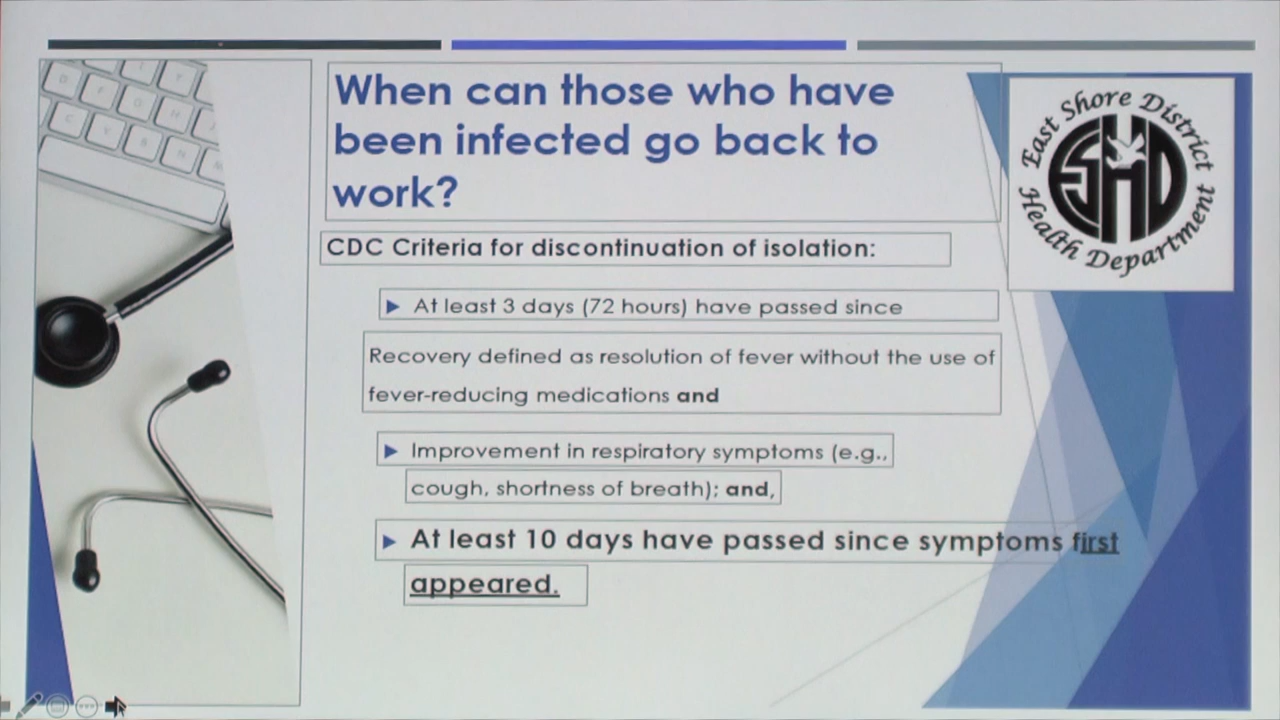 When can those who have
been infected go back to
work?
CDC Criteria for discontinuation of isolation:
At least 3 days (72 hours) have passed since
Recovery defined as resolution of fever without the use of
fever-reducing medications and
Improvement in respiratory symptoms (e.g.,
cough, shortness of breath); and,
At least 10 days have passed since symptoms first
appeared.
East Shore District
ESHD
Health Department